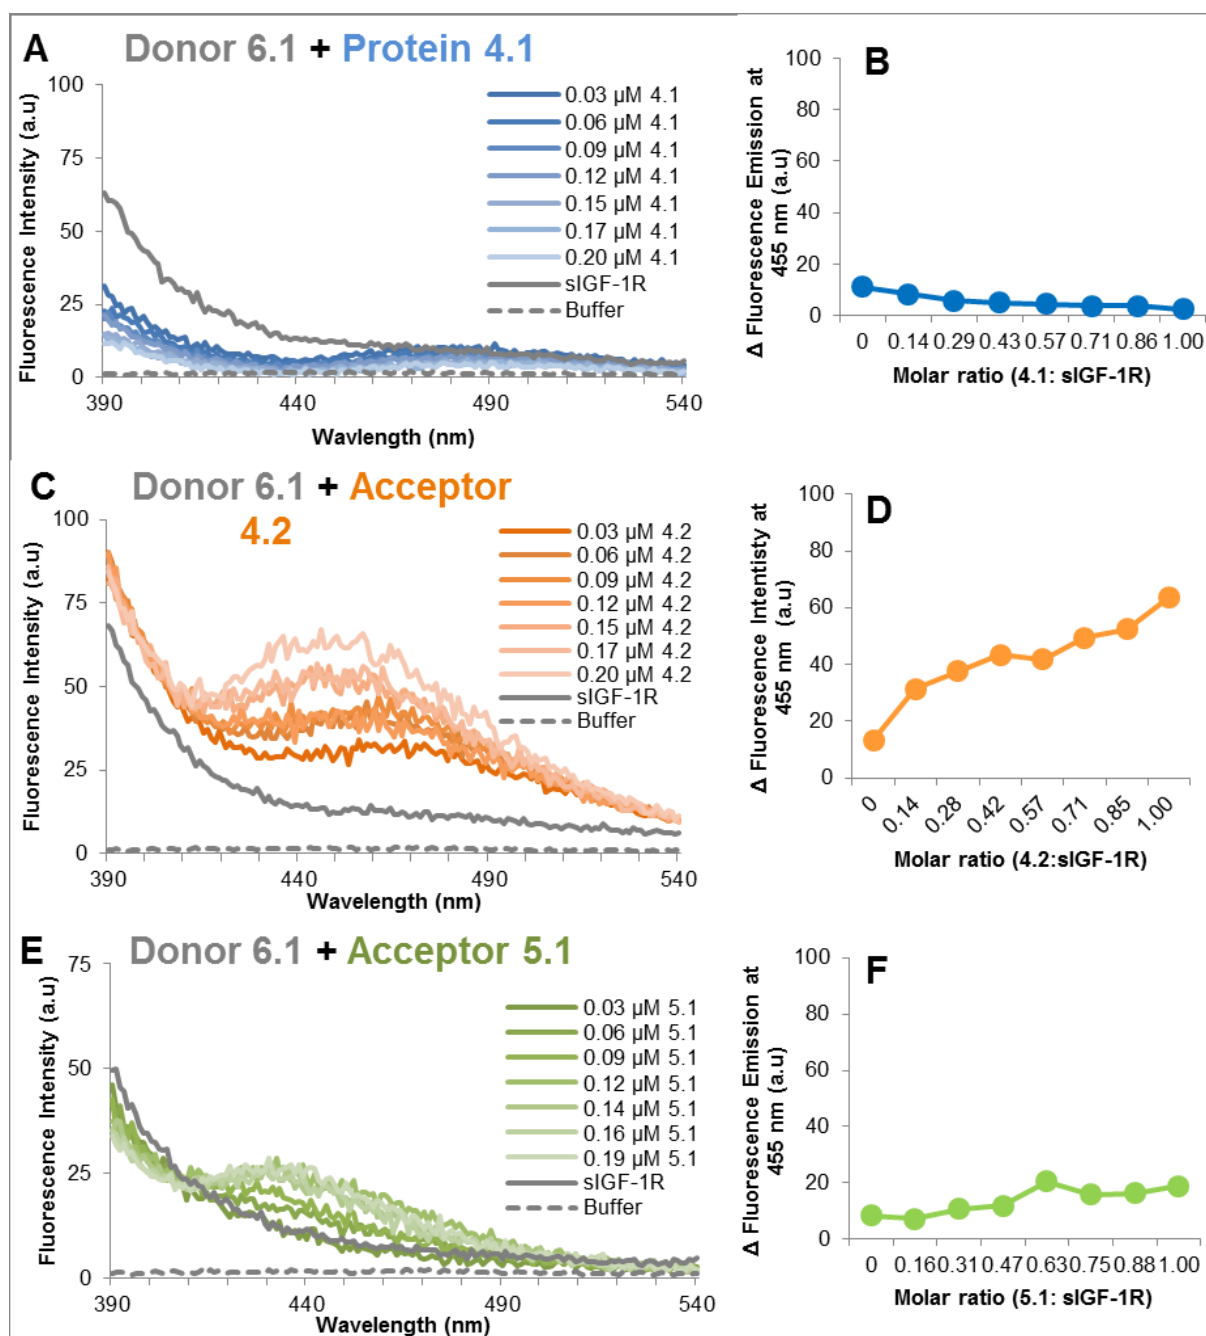 A
Donor 6.1 + Protein 4.1
Fluorescence Intensity (a.u)
100
75
50
25
0
390
440
490
540
Wavlength (nm)
0.03 µM 4.1
0.06 µM 4.1
0.09 µM 4.1
0.12 µM 4.1
0.15 µM 4.1
0.17 µM 4.1
0.20 µM 4.1
sIGF-1R
Buffer
B
Δ Fluorescence Emission at
455 nm (a.u)
100
80
60
40
20
0
0 0.14 0.29 0.43 0.57 0.71 0.86 1.00
Molar ratio (4.1: sIGF-1R)
C
Donor 6.1 + Acceptor
4.2
Fluorescence Intensity (a.u)
100
75
50
25
0
390
440
490
540
Wavelength (nm)
0.03 µM 4.2
0.06 µM 4.2
0.09 µM 4.2
0.12 µM 4.2
0.15 µM 4.2
0.17 µM 4.2
0.20 µM 4.2
sIGF-1R
Buffer
D
Δ Fluorescence Intentisty at
455 nm (a.u)
100
80
60
40
20
0
0 0.14 0.28 0.42 0.57 0.71 0.85 1.00
Molar ratio (4.2:sIGF-1R)
E
Donor 6.1 + Acceptor 5.1
Fluorescence Intensity (a.u)
75
50
25
0
390
440
490
540
Wavelength (nm)
0.03 µM 5.1
0.06 µM 5.1
0.09 µM 5.1
0.12 µM 5.1
0.14 µM 5.1
0.16 µM 5.1
0.19 µM 5.1
sIGF-1R
Buffer
F
Δ Fluorescence Emission at
455 nm (a.u)
100
80
60
40
20
0
0 0.16 0.31 0.47 0.63 0.75 0.88 1.00
Molar ratio (5.1: sIGF-1R)